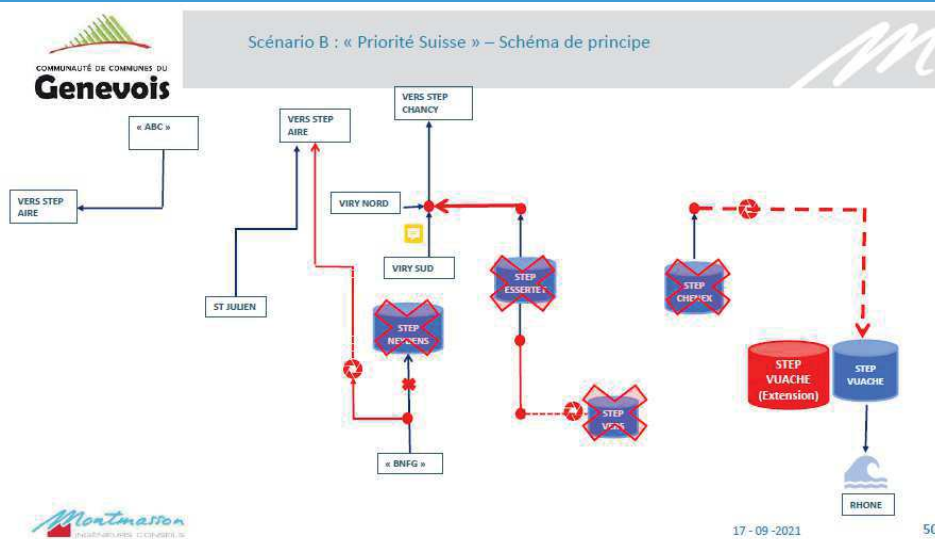 COMMUNAUTÉ DE COMMUNES DU
Genevois
Scénario B : « Priorité Suisse » – Schéma de principe
« ABC »
VERS STEP
AIRE
VERS STEP
AIRE
VERS STEP
CHANCY
VIRY NORD
VIRY SUD
ST JULIEN
STEP
NEYDENS
STEP
ESSERTET
STEP
CHENEX
STEP
VUACHE
(Extension)
STEP
VUACHE
STEP
VERS
« BNFG »
RHONE
Montmasson
INGÉNIEURS CONSEILS
17 - 09 -2021
50